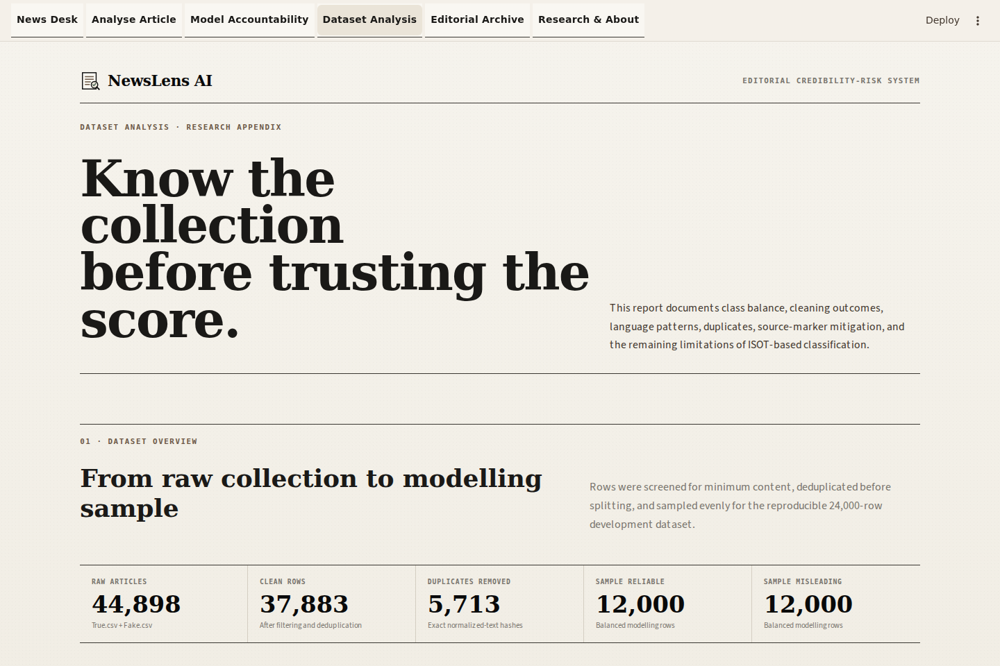 News Desk
Analyse Article
Model Accountability
Dataset Analysis
Editorial Archive
Research & About
Deploy
NewsLens AI
EDITORIAL CREDIBILITY-RISK SYSTEM
DATASET ANALYSIS · RESEARCH APPENDIX
Know the
collection
before trusting the
score.
This report documents class balance, cleaning outcomes,
language patterns, duplicates, source-marker mitigation, and
the remaining limitations of ISOT-based classification.
01 · DATASET OVERVIEW
From raw collection to modelling
sample
Rows were screened for minimum content, deduplicated before
splitting, and sampled evenly for the reproducible 24,000-row
development dataset.
RAW ARTICLES
44,898
True.csv + Fake.csv
CLEAN ROWS
37,883
After filtering and deduplication
DUPLICATES REMOVED
5,713
Exact normalized-text hashes
SAMPLE RELIABLE
12,000
Balanced modelling rows
SAMPLE MISLEADING
12,000
Balanced modelling rows